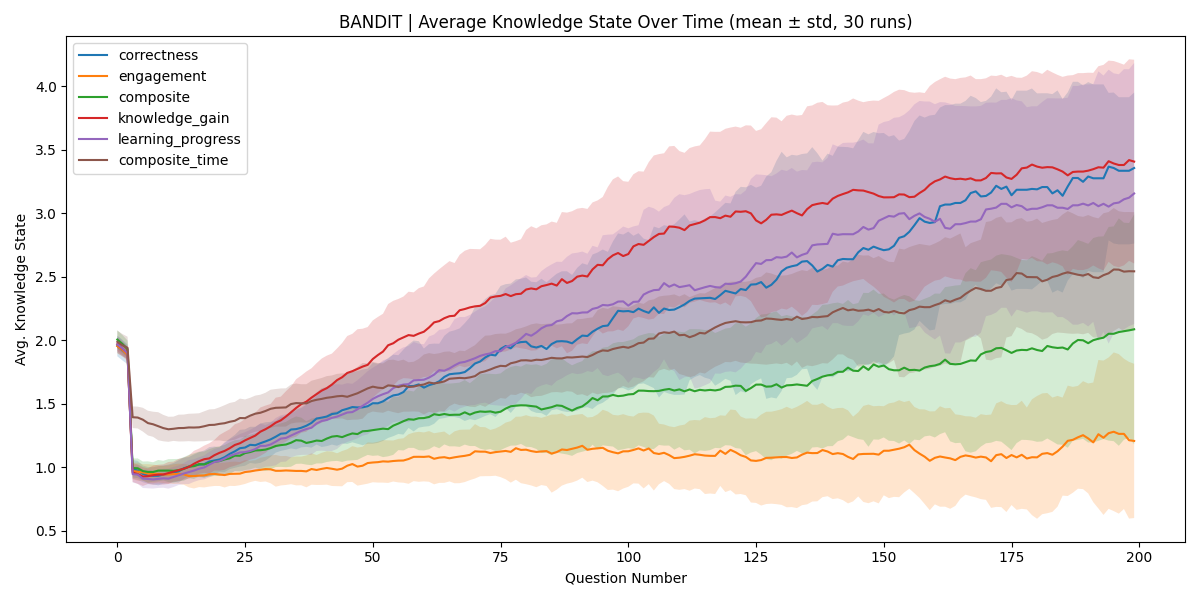 BANDIT | Average Knowledge State Over Time (mean ± std, 30 runs)
correctness
engagement
composite
knowledge_gain
learning_progress
composite_time
Avg. Knowledge State
4.0
3.5
3.0
2.5
2.0
1.5
1.0
0.5
0 25 50 75 100 125 150 175 200
Question Number